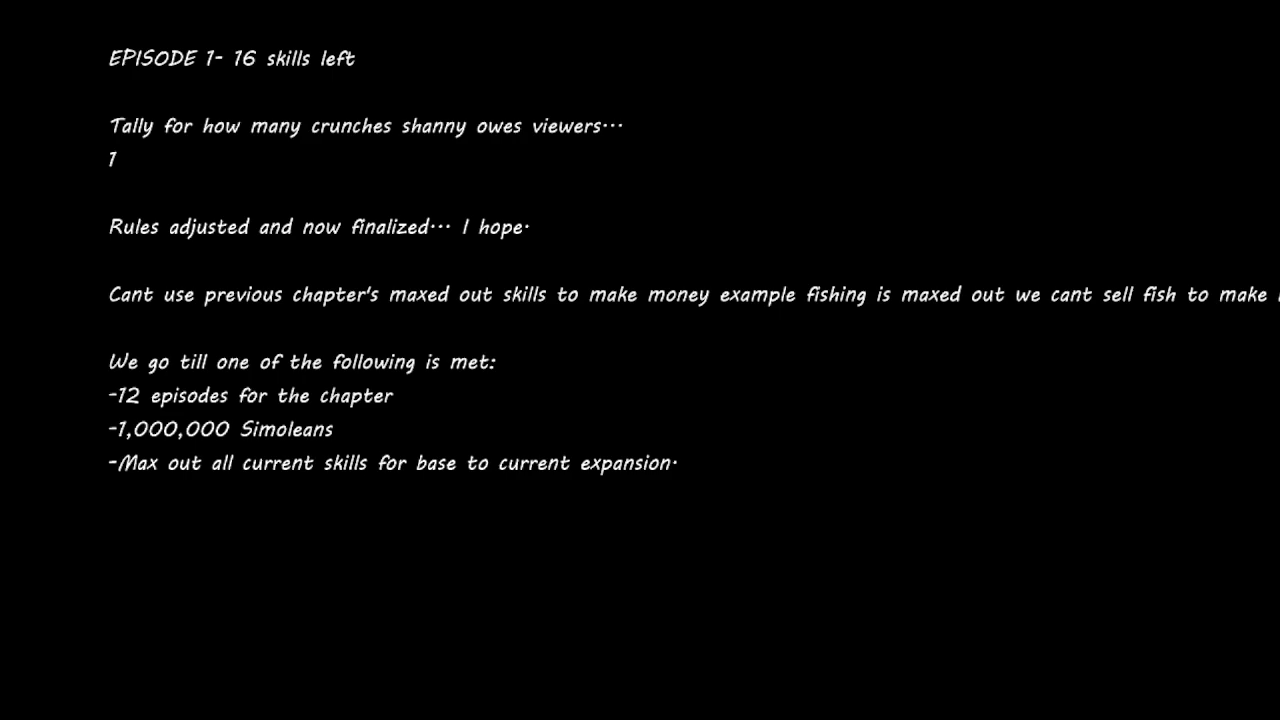 EPISODE 1- 16 skills left
Tally for how many crunches shanny owes viewers...
1
Rules adjusted and now finalized... I hope.
Cant use previous chapter's maxed out skills to make money example fishing is maxed out we cant sell fish to make
We go till one of the following is met:
-12 episodes for the chapter
-1,000,000 Simoleans
-Max out all current skills for base to current expansion.